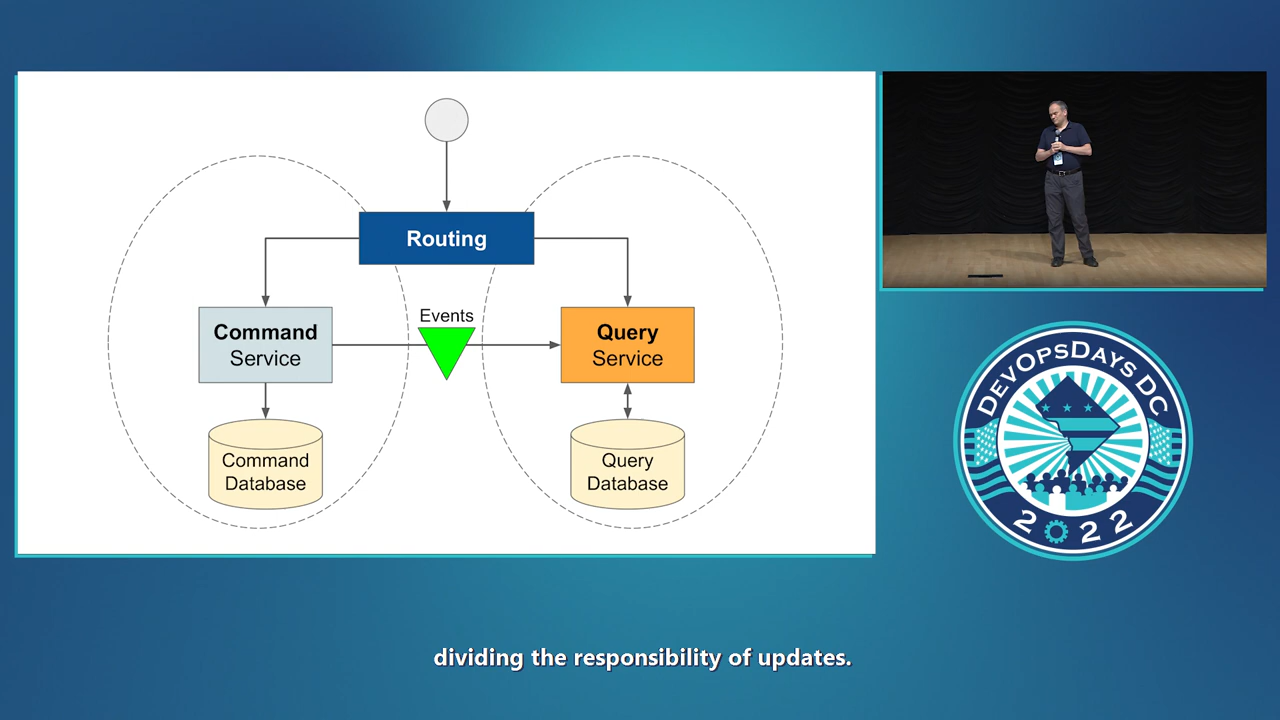 Routing
Events
Command
Service
Query
Service
Command
Database
Query
Database
DEVOPSDAYS DC
2022
dividing the responsibility of updates.